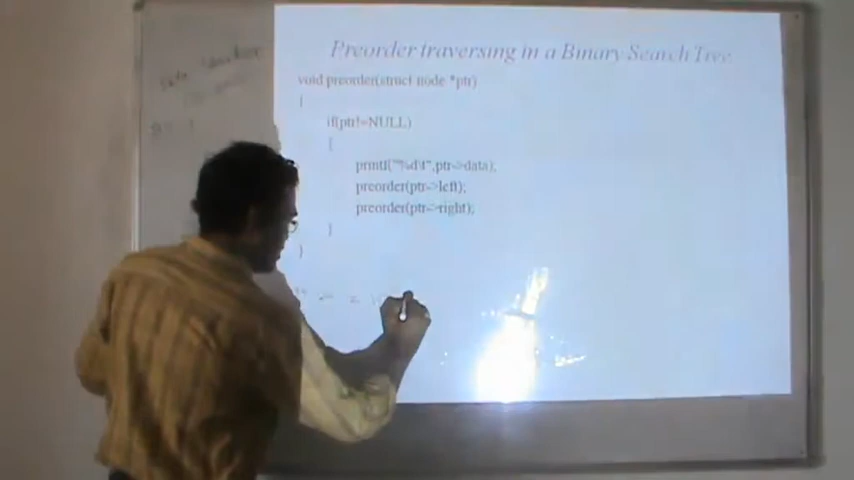 Preorder traversing in a Binary Search Tree
void preorder(struct node *ptr)
{
if(ptr!=NULL)
{
printf("%d\t",ptr->data);
preorder(ptr->left);
preorder(ptr->right);
}
}